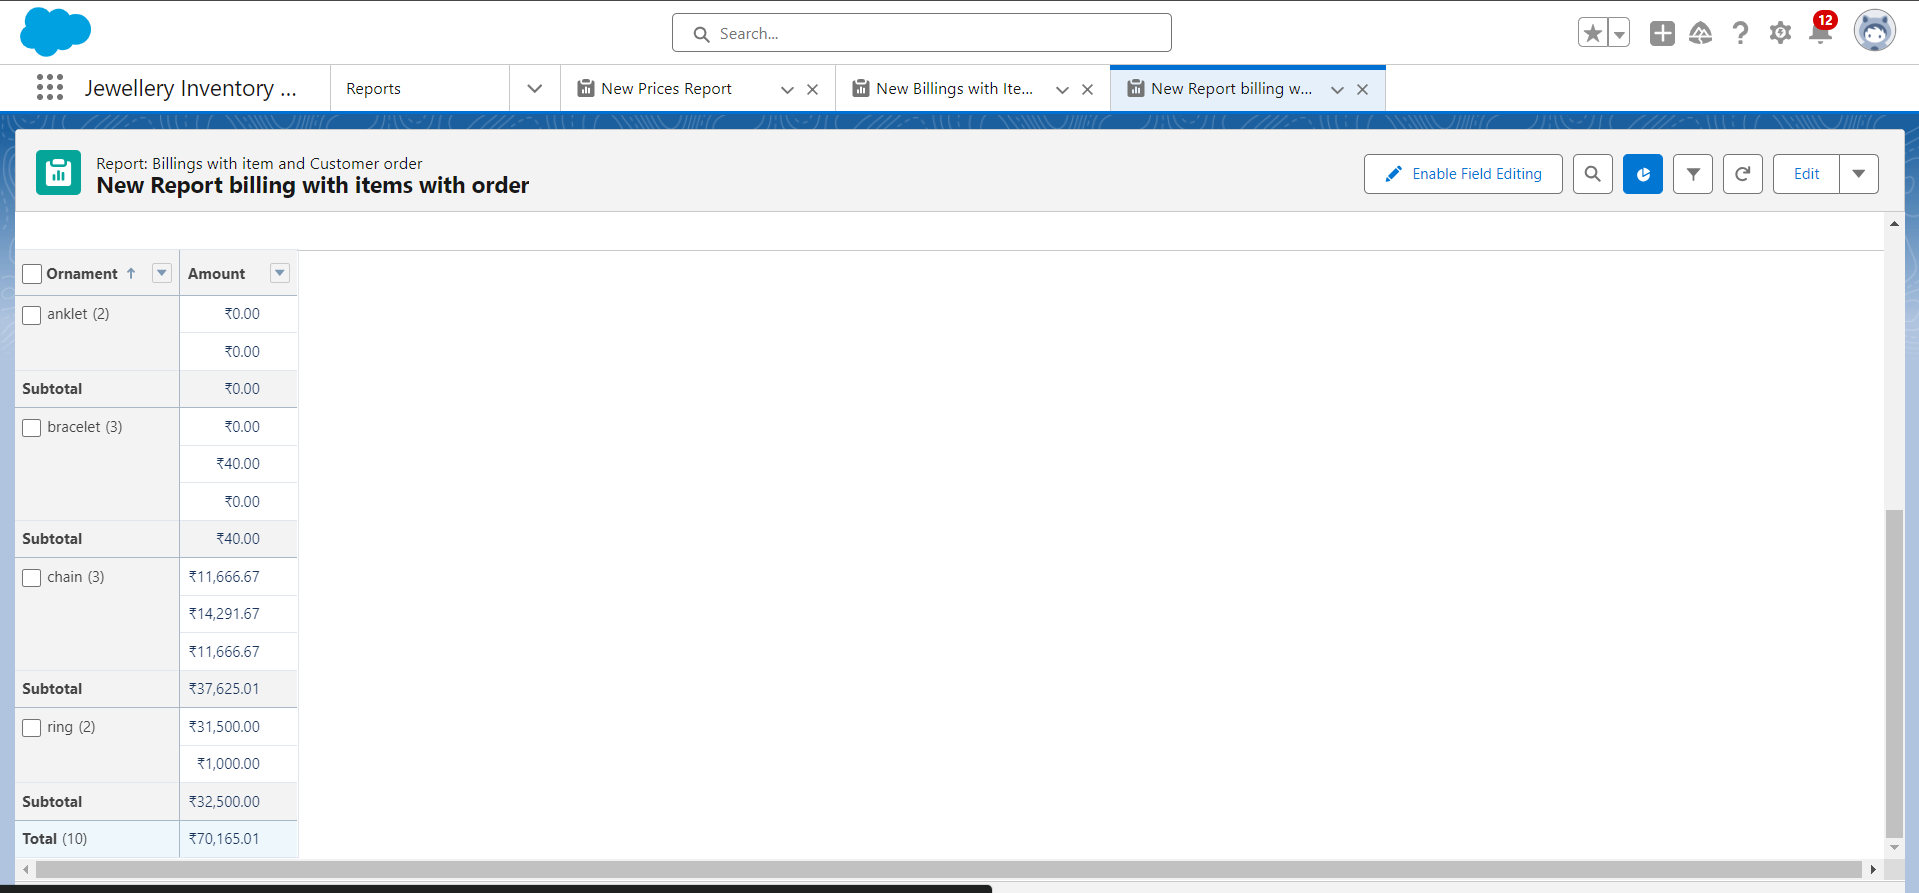 Search...
12
Jewellery Inventory ...
Reports
New Prices Report
New Billings with Ite...
New Report billing w...
Report: Billings with item and Customer order
New Report billing with items with order
Enable Field Editing
Edit
Ornament ↑ Amount
anklet (2) ₹0.00
₹0.00
Subtotal ₹0.00
bracelet (3) ₹0.00
₹40.00
₹0.00
Subtotal ₹40.00
chain (3) ₹11,666.67
₹14,291.67
₹11,666.67
Subtotal ₹37,625.01
ring (2) ₹31,500.00
₹1,000.00
Subtotal ₹32,500.00
Total (10) ₹70,165.01